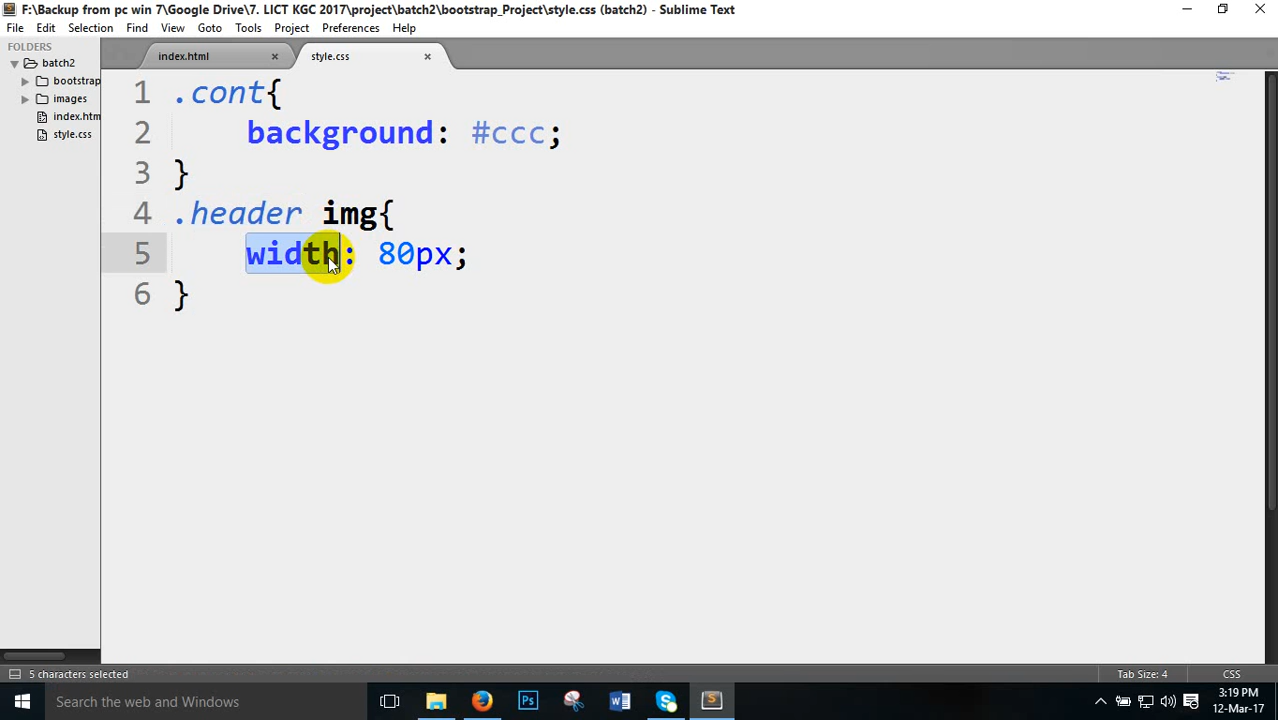 F:\Backup from pc win 7\Google Drive\7. LICT KGC 2017\project\batch2\bootstrap_Project\style.css (batch2) - Sublime Text
File Edit Selection Find View Goto Tools Project Preferences Help
FOLDERS
batch2
bootstrap
images
index.htm
style.css
index.html × style.css ×
1 .cont{
2 background: #ccc;
3 }
4 .header img{
5 width: 80px;
6 }
5 characters selected
Tab Size: 4
CSS
Search the web and Windows
Ps
W
S
3:19 PM
12-Mar-17